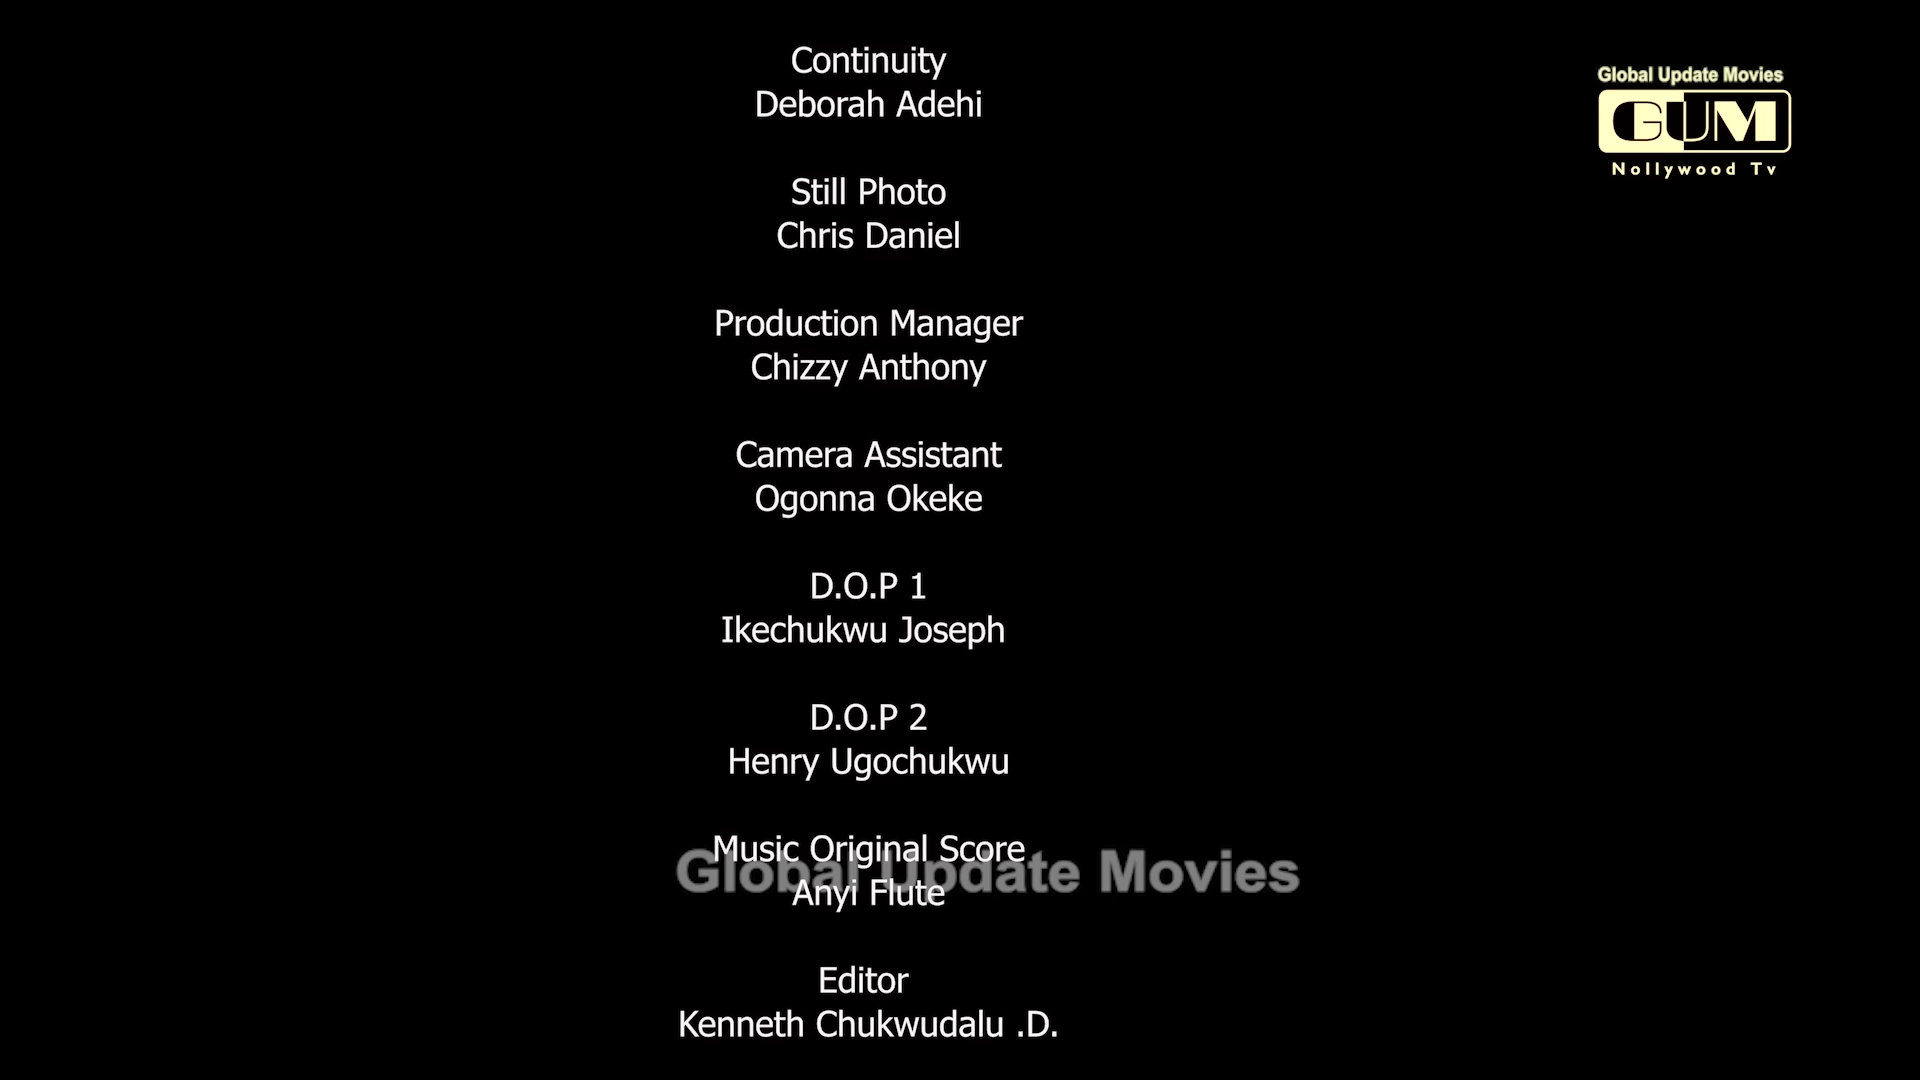 Continuity
Deborah Adehi
Still Photo
Chris Daniel
Production Manager
Chizzy Anthony
Camera Assistant
Ogonna Okeke
D.O.P 1
Ikechukwu Joseph
D.O.P 2
Henry Ugochukwu
Music Original Score
Anyi Flute
Editor
Kenneth Chukwudalu .D.
Global Update Movies
Global Update Movies
GUM
Nollywood Tv